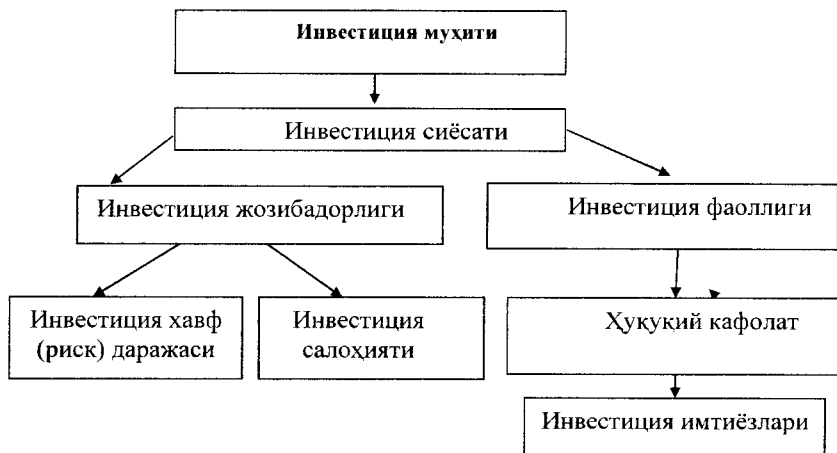 Инвестиция муҳити
Инвестиция сиёсати
Инвестиция жозибадорлиги
Инвестиция фаоллиги
Инвестиция хавф
(риск) даражаси
Инвестиция
салоҳияти
Ҳуқуқий кафолат
Инвестиция имтиёзлари